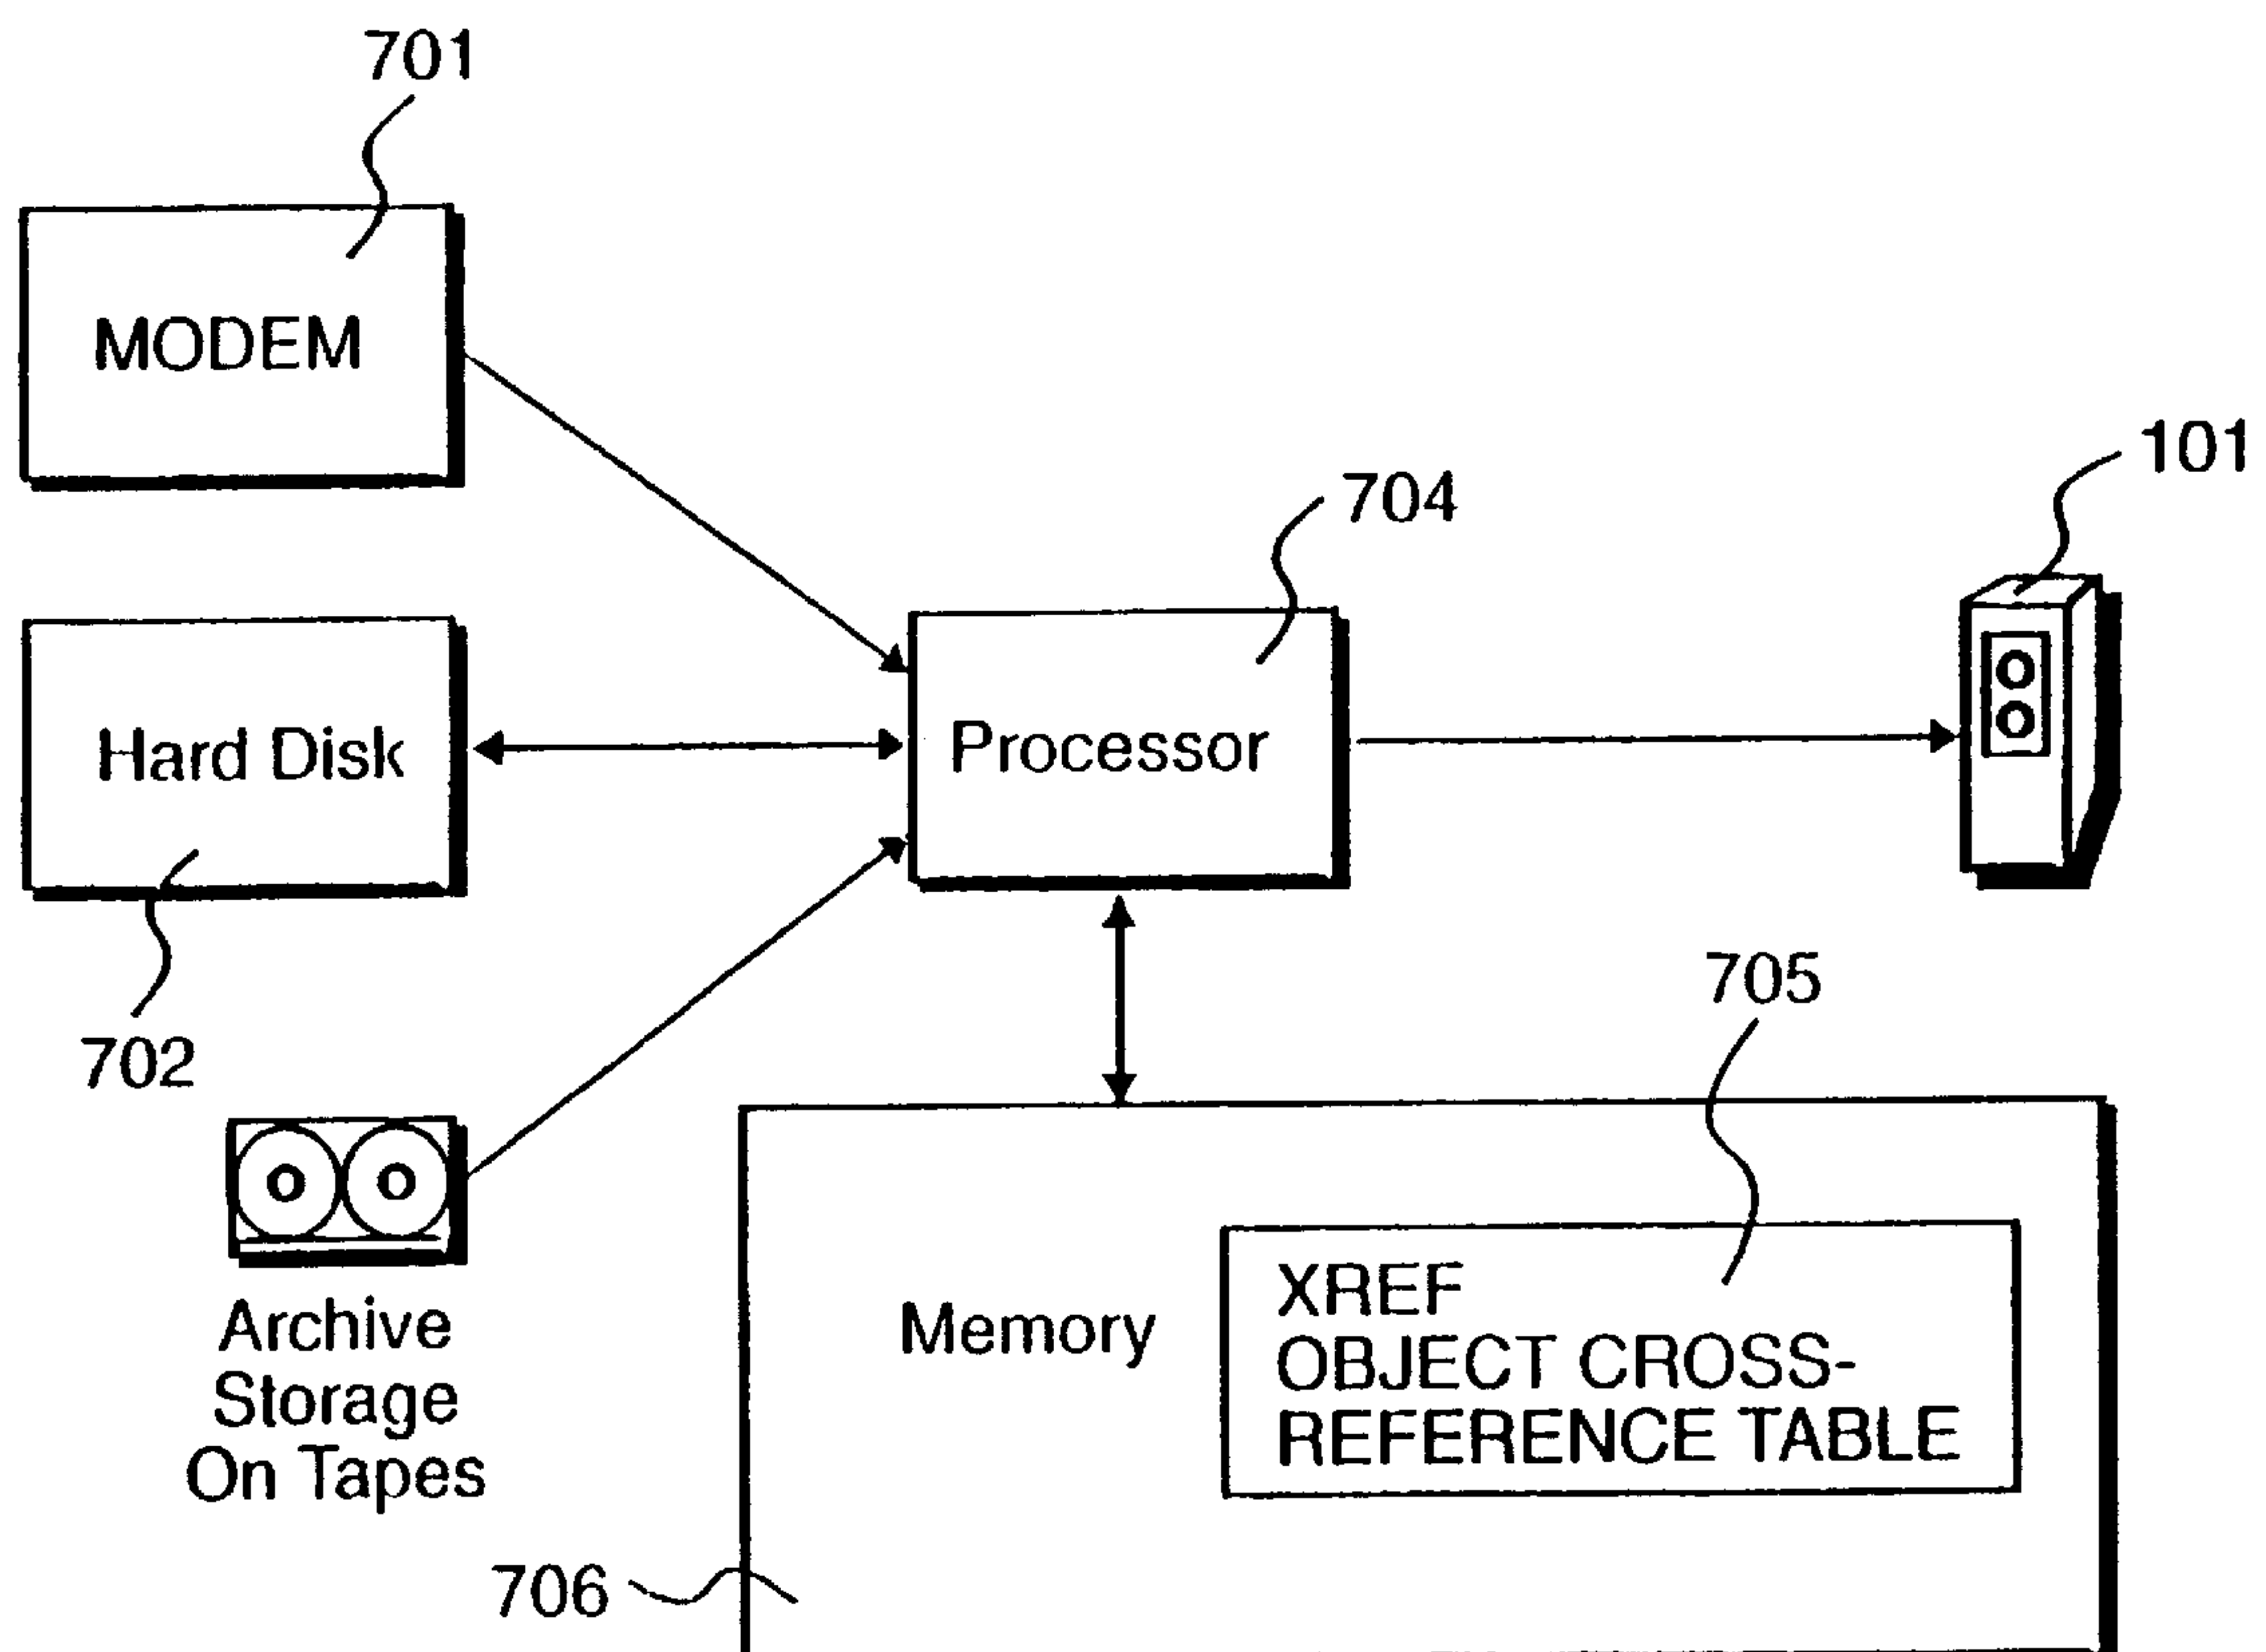 701
MODEM
101
704
Hard Disk
Processor
702
705
Archive
Storage
On Tapes
Memory
XREF
OBJECT CROSS-
REFERENCE TABLE
706